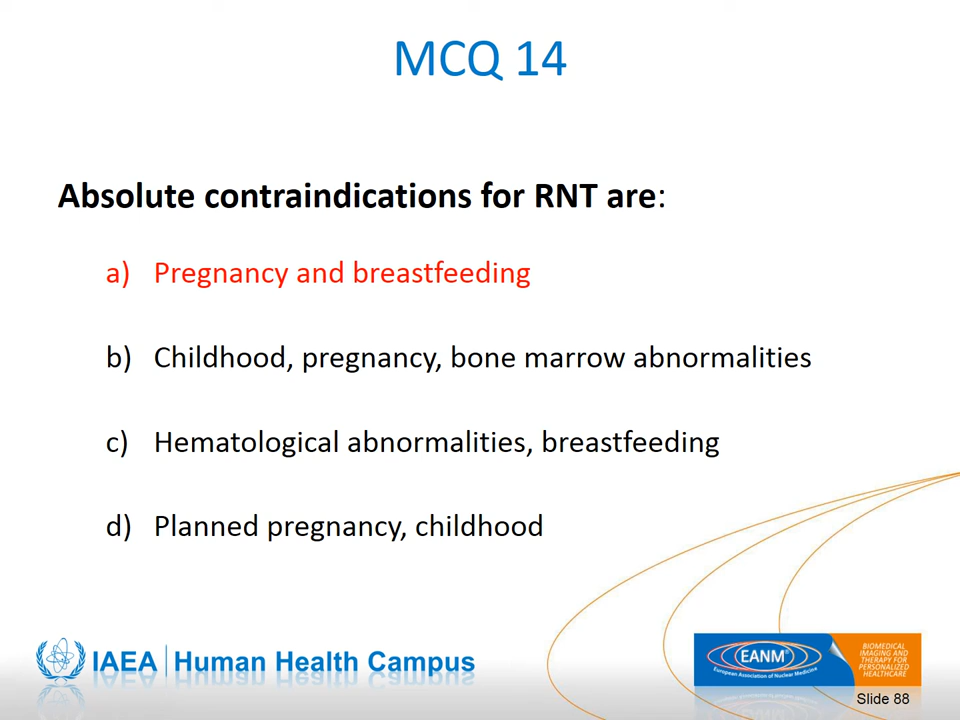 MCQ 14
Absolute contraindications for RNT are:
a) Pregnancy and breastfeeding
b) Childhood, pregnancy, bone marrow abnormalities
c) Hematological abnormalities, breastfeeding
d) Planned pregnancy, childhood
IAEA | Human Health Campus
EANM®
European Association of Nuclear Medicine
BIOMEDICAL
IMAGING AND
THERAPY FOR
PERSONALIZED
HEALTHCARE
Slide 88